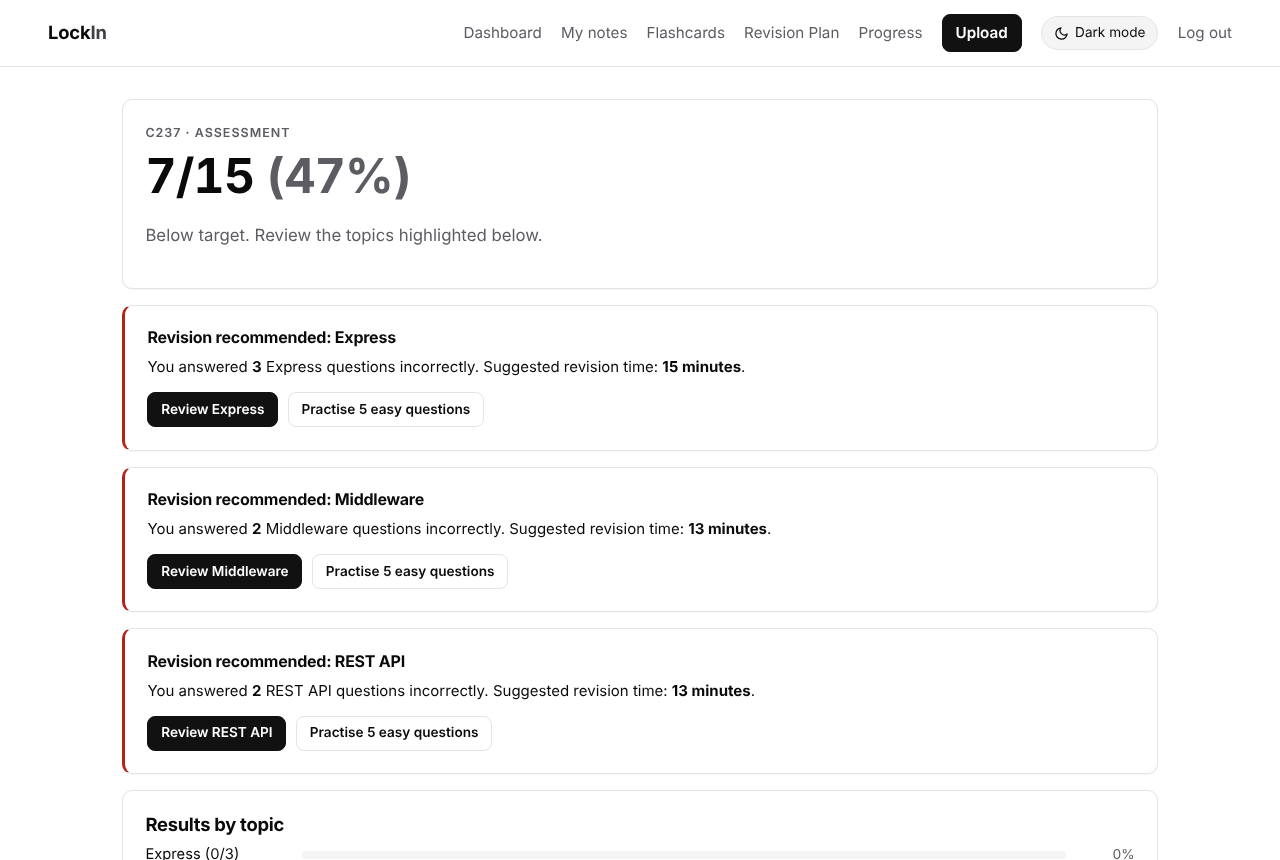 LockIn
Dashboard My notes Flashcards Revision Plan Progress Upload Dark mode Log out
C237 · ASSESSMENT
7/15 (47%)
Below target. Review the topics highlighted below.
Revision recommended: Express
You answered 3 Express questions incorrectly. Suggested revision time: 15 minutes.
Review Express Practise 5 easy questions
Revision recommended: Middleware
You answered 2 Middleware questions incorrectly. Suggested revision time: 13 minutes.
Review Middleware Practise 5 easy questions
Revision recommended: REST API
You answered 2 REST API questions incorrectly. Suggested revision time: 13 minutes.
Review REST API Practise 5 easy questions
Results by topic
Express (0/3) 0%